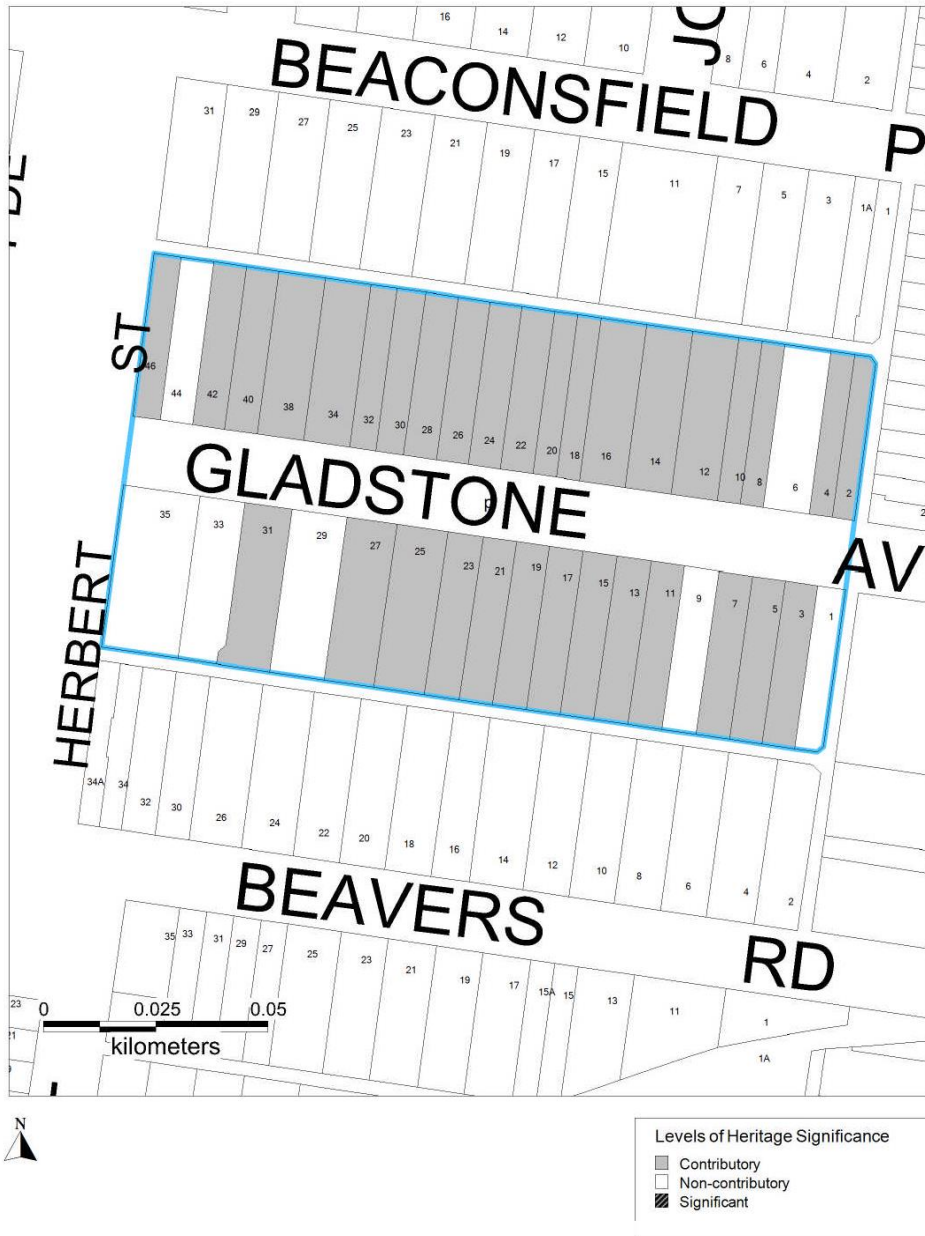 16 14 12 10 8 6 4 2
JO
BEACONSFIELD P
31 29 27 25 23 21 19 17 15 11 7 5 3 1A 1
ST
46 44 42 40 38 34 32 30 28 26 24 22 20 18 16 14 12 10 8 6 4 2
GLADSTONE AV
35 33 31 29 27 25 23 21 19 17 15 13 11 9 7 5 3 1
HERBERT
34A 34 32 30 26 24 22 20 18 16 14 12 10 8 6 4 2
BEAVERS RD
35 33 31 29 27 25 23 21 19 17 15A 15 13 11 1
1A
23
21
0 0.025 0.05
kilometers
N
Levels of Heritage Significance
Contributory
Non-contributory
Significant